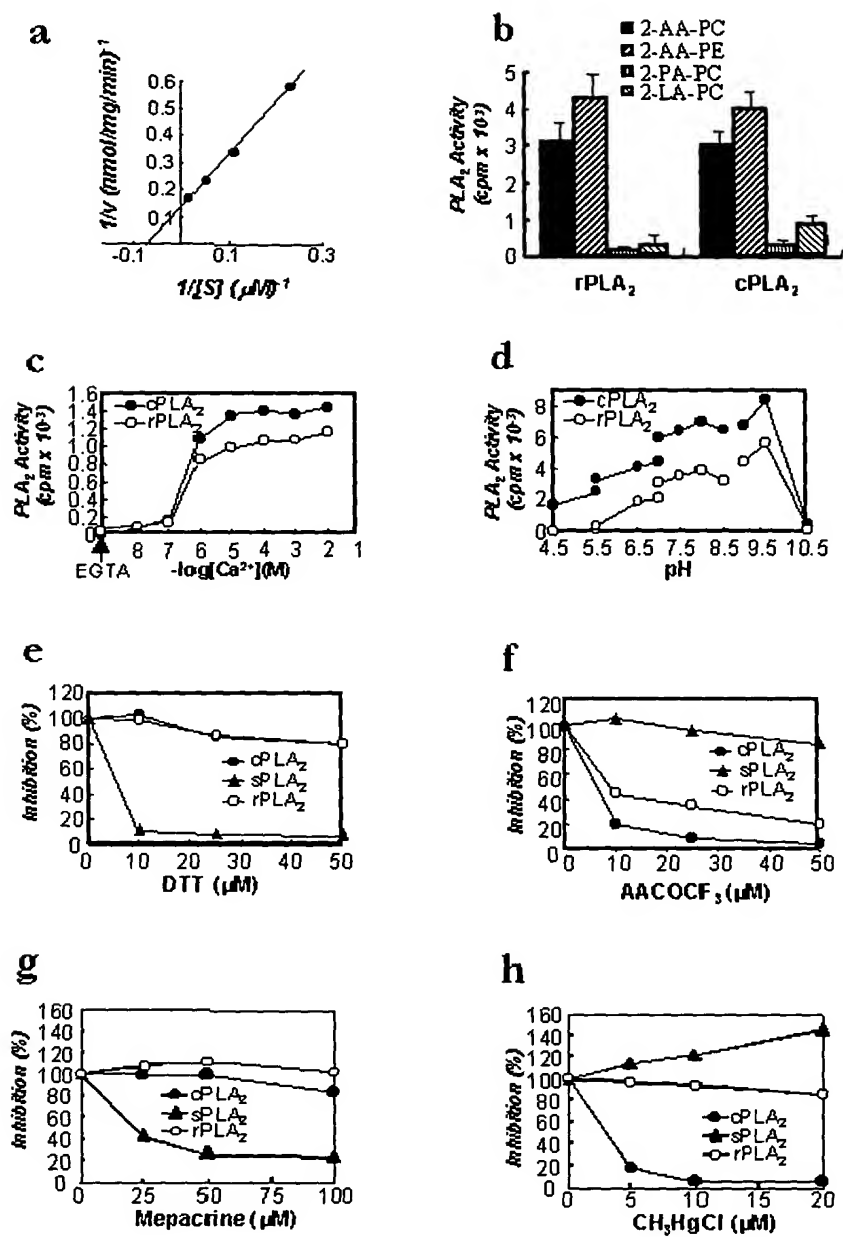 a
1/v (nmol/mg/min)⁻¹
0.6
0.5
0.4
0.3
0.2
0.1
-0.1
0.1
0.3
1/[S] (µM)⁻¹
b
2-AA-PC
2-AA-PE
2-PA-PC
2-LA-PC
PLA₂ Activity
(cpm x 10⁻³)
5
4
3
2
1
0
rPLA₂
cPLA₂
c
PLA₂ Activity
(cpm x 10⁻³)
1.6
1.4
1.2
1.0
0.8
0.6
0.4
0.2
0
cPLA₂
rPLA₂
8 7 6 5 4 3 2 1
EGTA
-log[Ca²⁺](M)
d
PLA₂ Activity
(cpm x 10⁻³)
8
6
4
2
0
cPLA₂
rPLA₂
4.5 5.5 6.5 7.5 8.5 9.5 10.5
pH
e
Inhibition (%)
120
100
80
60
40
20
0
cPLA₂
sPLA₂
rPLA₂
0 10 20 30 40 50
DTT (µM)
f
Inhibition (%)
120
100
80
60
40
20
0
cPLA₂
sPLA₂
rPLA₂
0 10 20 30 40 50
AACOCF₃ (µM)
g
Inhibition (%)
160
140
120
100
80
60
40
20
cPLA₂
sPLA₂
rPLA₂
0 25 50 75 100
Mepacrine (µM)
h
Inhibition (%)
160
140
120
100
80
60
40
20
0
cPLA₂
sPLA₂
rPLA₂
0 5 10 15 20
CH₃HgCl (µM)